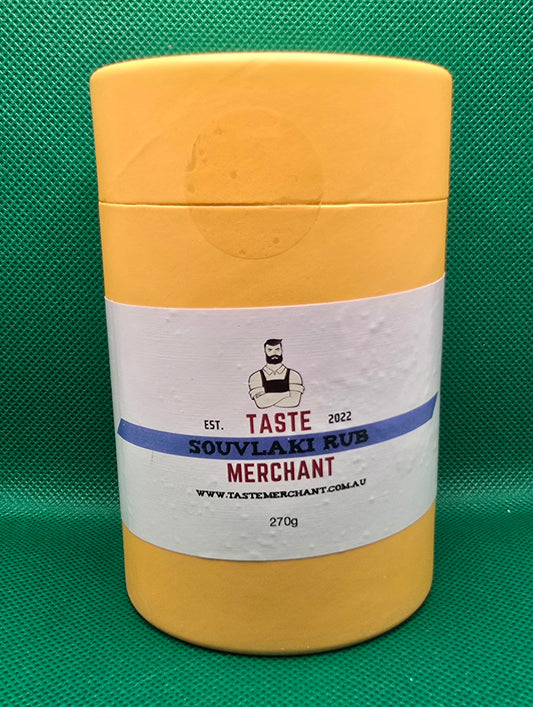 EST. TASTE 2022
SOUVLAKI RUB
MERCHANT
WWW.TASTEMERCHANT.COM.AU
270g